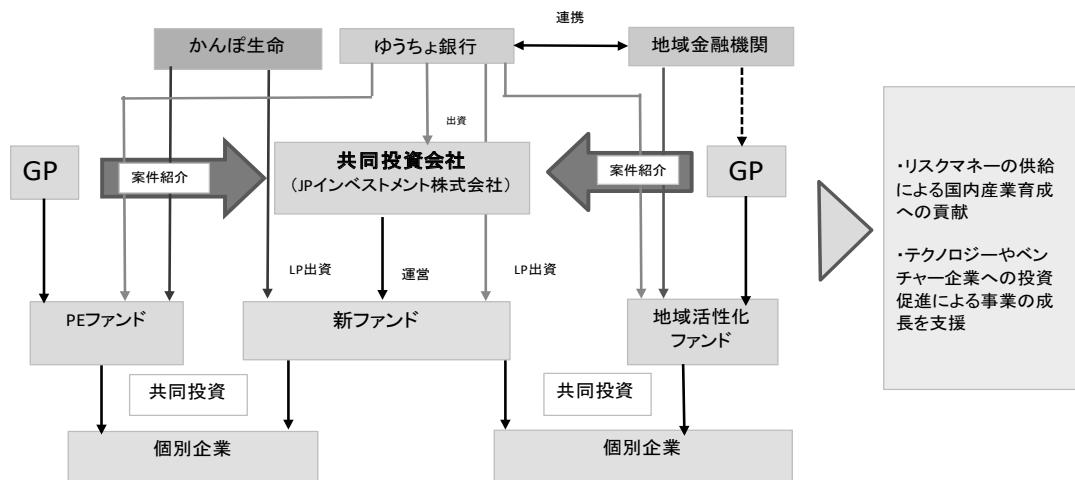 連携
かんぽ生命
ゆうちょ銀行
地域金融機関
出資
GP
案件紹介
共同投資会社
（JPインベストメント株式会社）
案件紹介
GP
LP出資
運営
LP出資
PEファンド
新ファンド
地域活性化
ファンド
共同投資
共同投資
個別企業
個別企業
・リスクマネーの供給
による国内産業育成
への貢献
・テクノロジーやベン
チャー企業への投資
促進による事業の成
長を支援